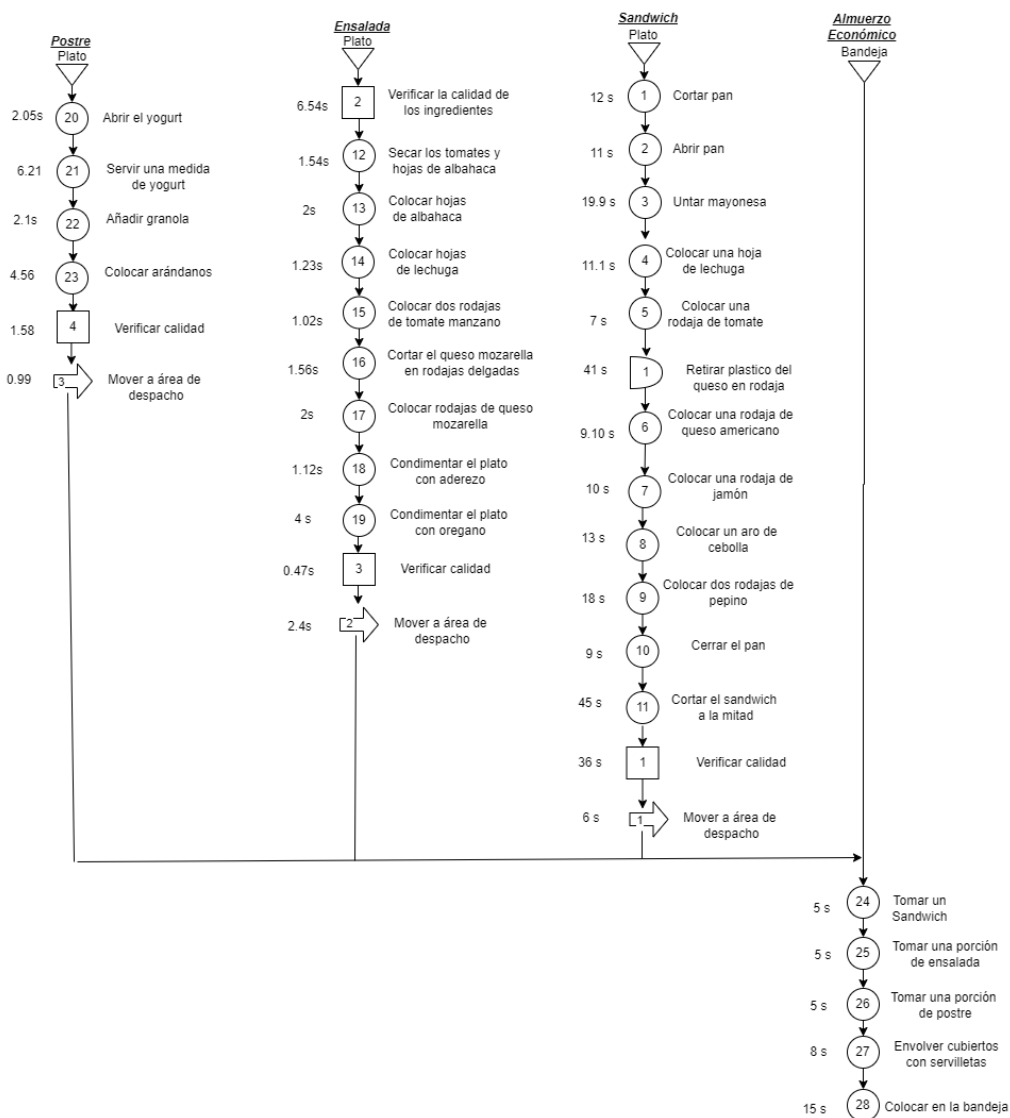 Postre
Plato
2.05s
20
Abrir el yogurt
6.21
21
Servir una medida
de yogurt
2.1s
22
Añadir granola
4.56
23
Colocar arándanos
1.58
4
Verificar calidad
0.99
3
Mover a área de
despacho
Ensalada
Plato
6.54s
2
Verificar la calidad de
los ingredientes
1.54s
12
Secar los tomates y
hojas de albahaca
2s
13
Colocar hojas
de albahaca
1.23s
14
Colocar hojas
de lechuga
1.02s
15
Colocar dos rodajas
de tomate manzano
1.56s
16
Cortar el queso mozarella
en rodajas delgadas
2s
17
Colocar rodajas de queso
mozarella
1.12s
18
Condimentar el plato
con aderezo
4 s
19
Condimentar el plato
con oregano
0.47s
3
Verificar calidad
2.4s
2
Mover a área de
despacho
Sandwich
Plato
12 s
1
Cortar pan
11 s
2
Abrir pan
19.9 s
3
Untar mayonesa
11.1 s
4
Colocar una hoja
de lechuga
7 s
5
Colocar una
rodaja de tomate
41 s
1
Retirar plastico del
queso en rodaja
9.10 s
6
Colocar una rodaja de
queso americano
10 s
7
Colocar una rodaja de
jamón
13 s
8
Colocar un aro de
cebolla
18 s
9
Colocar dos rodajas de
pepino
9 s
10
Cerrar el pan
45 s
11
Cortar el sandwich
a la mitad
36 s
1
Verificar calidad
6 s
1
Mover a área de
despacho
Almuerzo
Económico
Bandeja
5 s
24
Tomar un
Sandwich
5 s
25
Tomar una porción
de ensalada
5 s
26
Tomar una porción
de postre
8 s
27
Envolver cubiertos
con servilletas
15 s
28
Colocar en la bandeja